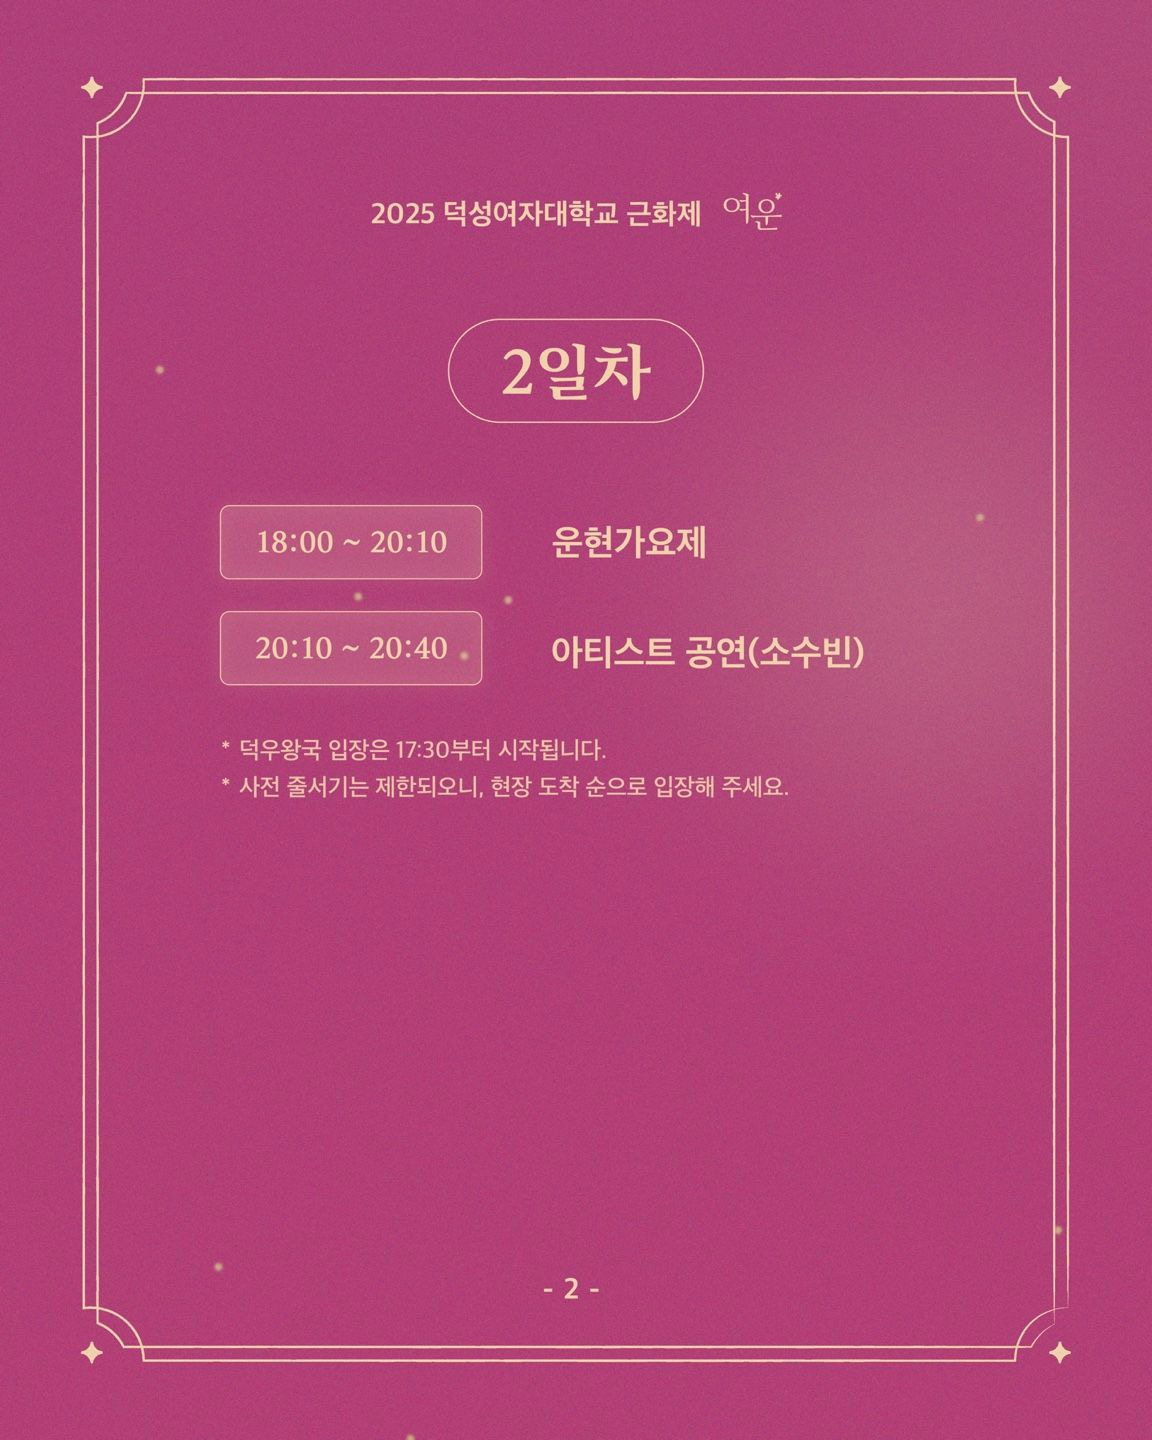 2025 덕성여자대학교 근화제 여운
2일차
18:00 ~ 20:10 운현가요제
20:10 ~ 20:40 아티스트 공연(소수빈)
* 덕우왕국 입장은 17:30부터 시작됩니다.
* 사전 줄서기는 제한되오니, 현장 도착 순으로 입장해 주세요.
- 2 -